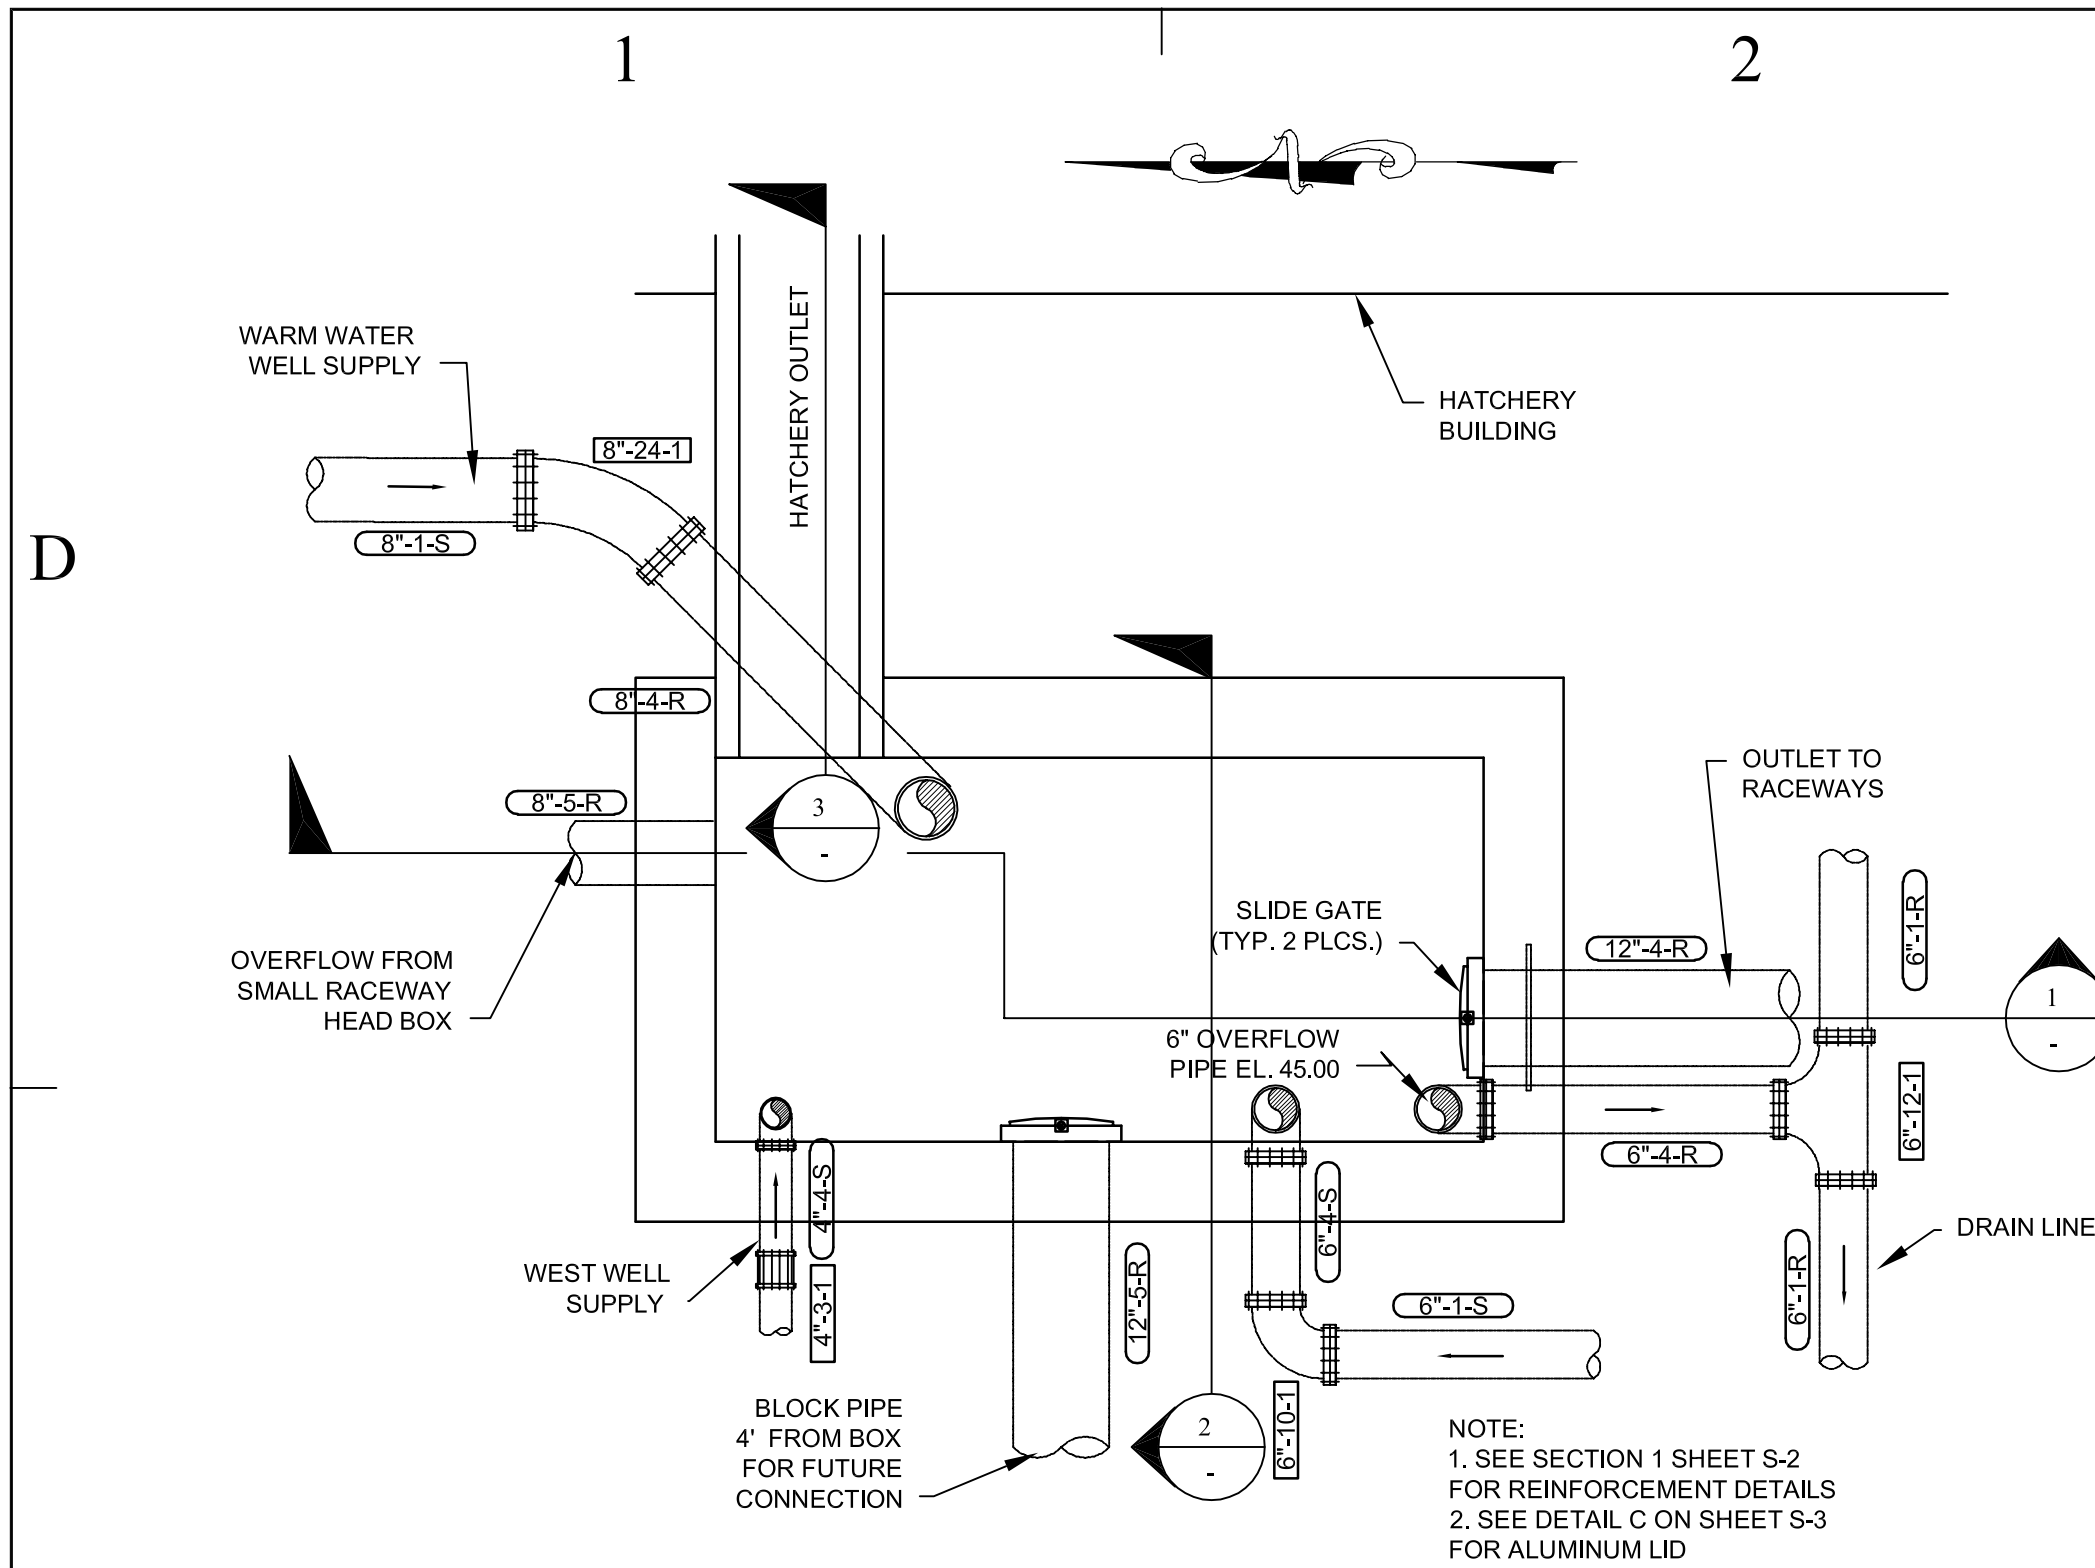 1
2
HATCHERY OUTLET
WARM WATER
WELL SUPPLY
HATCHERY
BUILDING
8"-24-1
8"-1-S
D
8"-4-R
8"-5-R
3
-
OUTLET TO
RACEWAYS
SLIDE GATE
(TYP. 2 PLCS.)
12"-4-R
6"-1-R
OVERFLOW FROM
SMALL RACEWAY
HEAD BOX
1
-
6" OVERFLOW
PIPE EL. 45.00
6"-12-1
6"-4-R
4"-4-S
6"-4-S
DRAIN LINE
WEST WELL
SUPPLY
4"-3-1
12"-5-R
6"-1-S
6"-1-R
BLOCK PIPE
4' FROM BOX
FOR FUTURE
CONNECTION
2
-
6"-10-1
NOTE:
1. SEE SECTION 1 SHEET S-2
FOR REINFORCEMENT DETAILS
2. SEE DETAIL C ON SHEET S-3
FOR ALUMINUM LID